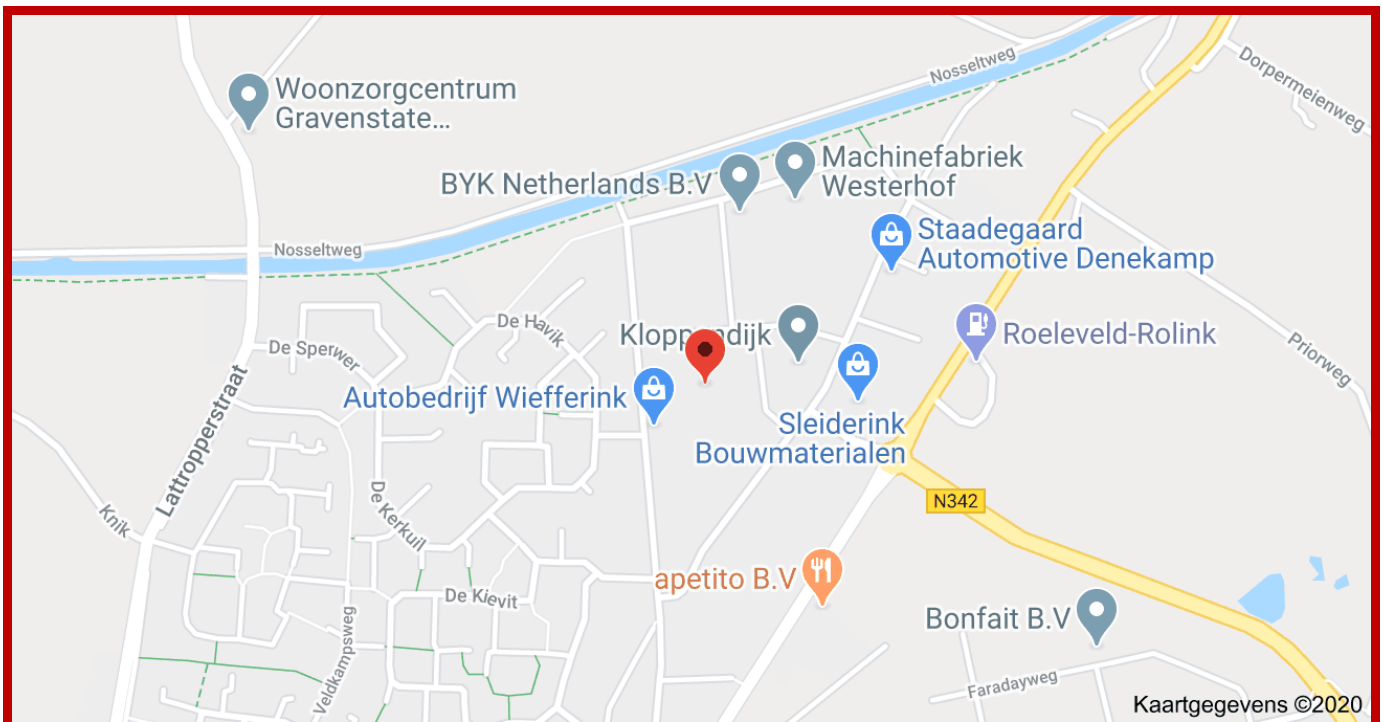 Nosseltweg
Dorpermeienweg
Woonzorgcentrum
Gravenstate...
BYK Netherlands B.V
Machinefabriek
Westerhof
Nosseltweg
Staadegaard
Automotive Denekamp
De Havik
Kloppendijk
Roeleveld-Rolink
Priorweg
De Sperwer
Autobedrijf Wiefferink
Sleiderink
Bouwmaterialen
Lattropperstraat
Knik
De Kerkuil
N342
apetito B.V
De Kievit
Bonfait B.V
Veldkampsweg
Faradayweg
Kaartgegevens ©2020